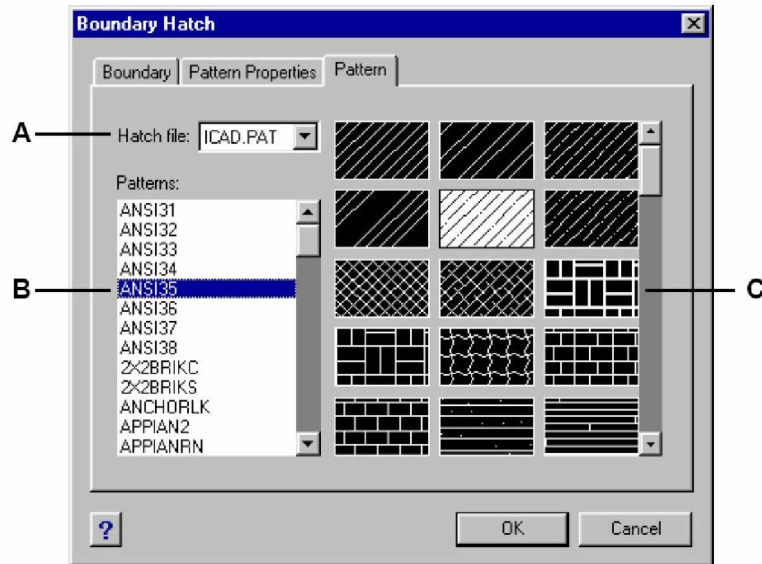 Boundary Hatch
Boundary Pattern Properties Pattern
A Hatch file: ICAD.PAT
Patterns:
ANSI31
ANSI32
ANSI33
ANSI34
B ANSI35 C
ANSI36
ANSI37
ANSI38
2X2BRIKC
2X2BRIKS
ANCHORLK
APPIAN2
APPIANRN
? OK Cancel